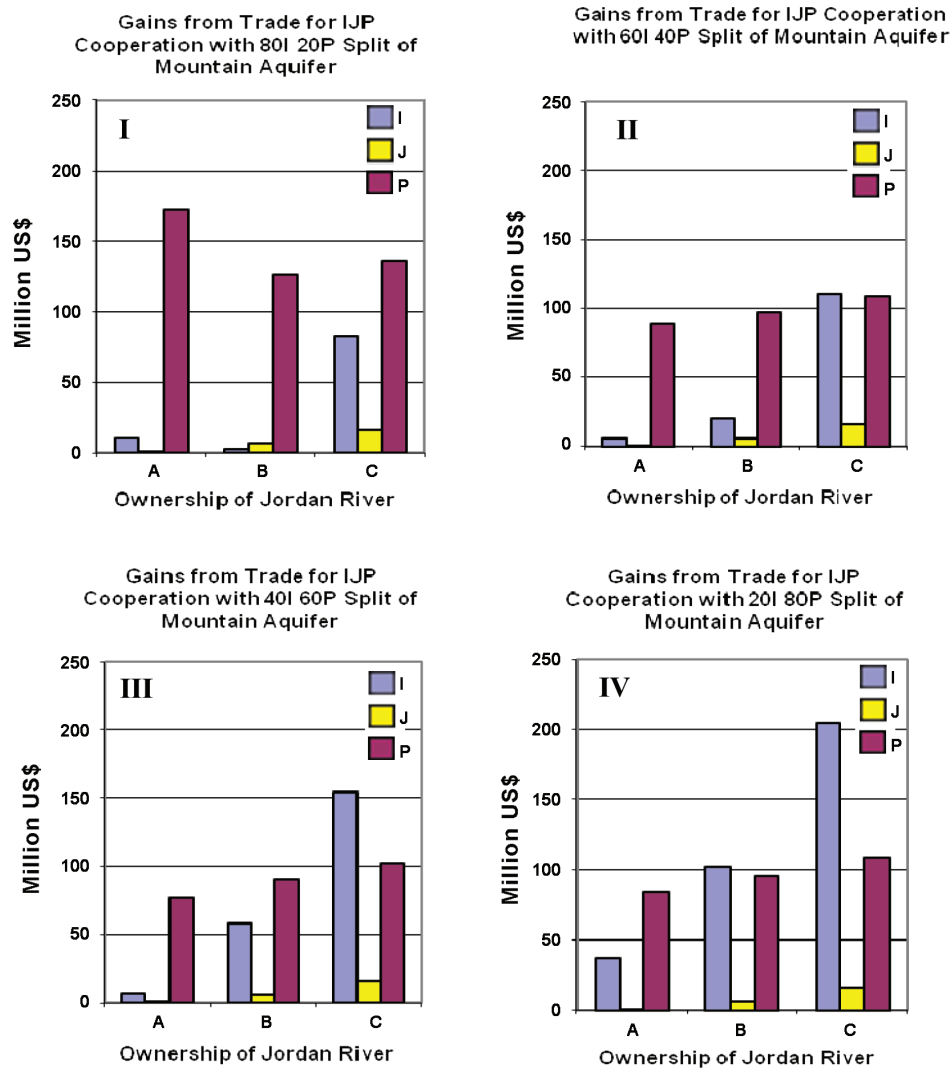 Gains from Trade for IJP
Cooperation with 80I 20P Split of
Mountain Aquifer
250
200
150
100
50
0
Million US$
I
I
J
P
A
B
C
Ownership of Jordan River
Gains from Trade for IJP Cooperation
with 60I 40P Split of Mountain Aquifer
250
200
150
100
50
0
Million US$
II
I
J
P
A
B
C
Ownership of Jordan River
Gains from Trade for IJP
Cooperation with 40I 60P Split of
Mountain Aquifer
250
200
150
100
50
0
Million US$
III
I
J
P
A
B
C
Ownership of Jordan River
Gains from Trade for IJP
Cooperation with 20I 80P Split of
Mountain Aquifer
250
200
150
100
50
0
Million US$
IV
I
J
P
A
B
C
Ownership of Jordan River